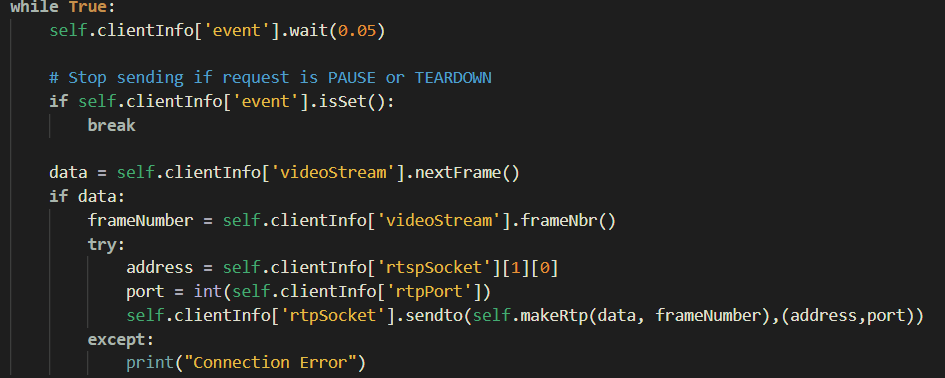 while True:
    self.clientInfo['event'].wait(0.05)

    # Stop sending if request is PAUSE or TEARDOWN
    if self.clientInfo['event'].isSet():
        break

    data = self.clientInfo['videoStream'].nextFrame()
    if data:
        frameNumber = self.clientInfo['videoStream'].frameNbr()
        try:
            address = self.clientInfo['rtspSocket'][1][0]
            port = int(self.clientInfo['rtpPort'])
            self.clientInfo['rtpSocket'].sendto(self.makeRtp(data, frameNumber),(address,port))
        except:
            print("Connection Error")